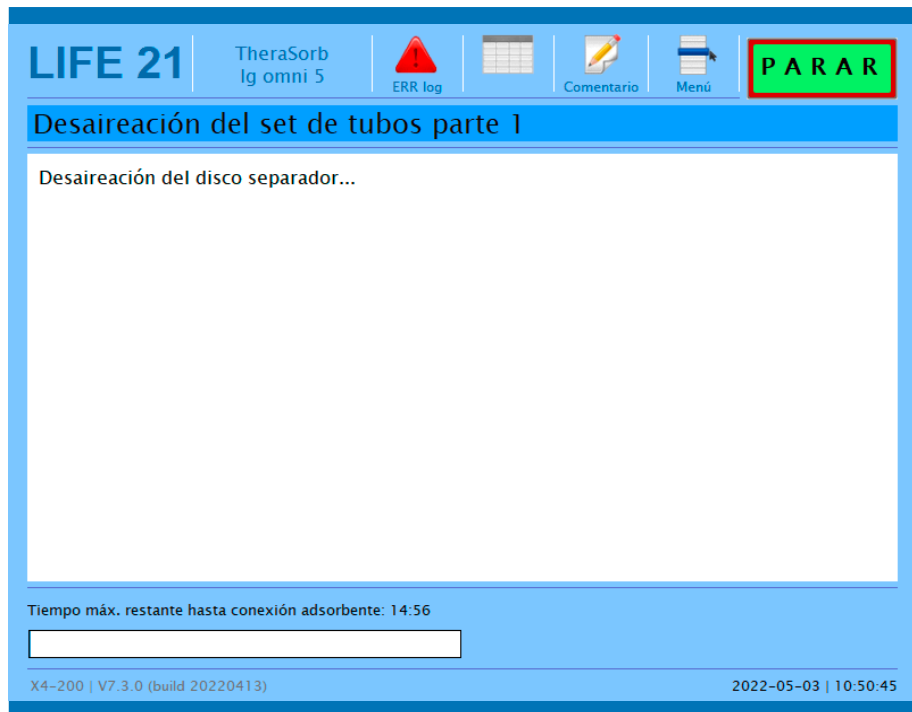 LIFE 21
TheraSorb
Ig omni 5
ERR log
Comentario
Menú
PARAR
Desaireación del set de tubos parte 1
Desaireación del disco separador...
Tiempo máx. restante hasta conexión adsorbente: 14:56
X4-200 | V7.3.0 (build 20220413)
2022-05-03 | 10:50:45